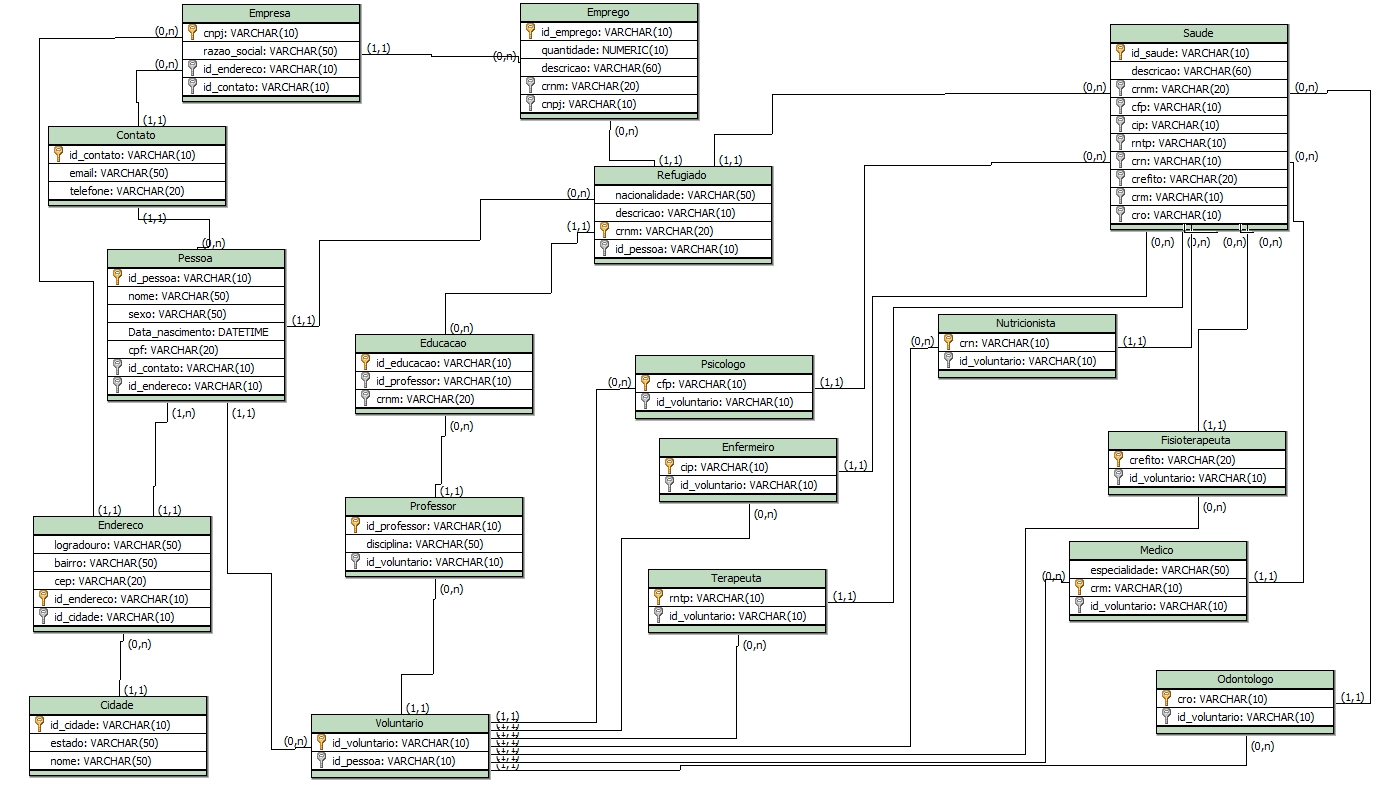 Empresa
cnpj: VARCHAR(10)
razao_social: VARCHAR(50)
id_endereco: VARCHAR(10)
id_contato: VARCHAR(10)
(0,n)
(0,n)
(1,1)
(0,n)
Emprego
id_emprego: VARCHAR(10)
quantidade: NUMERIC(10)
descricao: VARCHAR(60)
crnm: VARCHAR(20)
cnpj: VARCHAR(10)
(0,n)
Saude
id_saude: VARCHAR(10)
descricao: VARCHAR(60)
crnm: VARCHAR(20)
cfp: VARCHAR(10)
cip: VARCHAR(10)
rntp: VARCHAR(10)
crn: VARCHAR(10)
crefito: VARCHAR(20)
crm: VARCHAR(10)
cro: VARCHAR(10)
(0,n)
(0,n)
(0,n)
(0,n)
(0,n)
(0,n)
(0,n)
(0,n)
(1,1)
Contato
id_contato: VARCHAR(10)
email: VARCHAR(50)
telefone: VARCHAR(20)
(1,1)
(0,n)
(1,1)
(1,1)
Refugiado
nacionalidade: VARCHAR(50)
descricao: VARCHAR(10)
crnm: VARCHAR(20)
id_pessoa: VARCHAR(10)
(0,n)
(1,1)
Pessoa
id_pessoa: VARCHAR(10)
nome: VARCHAR(50)
sexo: VARCHAR(50)
Data_nascimento: DATETIME
cpf: VARCHAR(20)
id_contato: VARCHAR(10)
id_endereco: VARCHAR(10)
(1,1)
(1,n)
(1,1)
(0,n)
Educacao
id_educacao: VARCHAR(10)
id_professor: VARCHAR(10)
crnm: VARCHAR(20)
(0,n)
Nutricionista
crn: VARCHAR(10)
id_voluntario: VARCHAR(10)
(0,n)
(1,1)
Psicologo
cfp: VARCHAR(10)
id_voluntario: VARCHAR(10)
(0,n)
(1,1)
Enfermeiro
cip: VARCHAR(10)
id_voluntario: VARCHAR(10)
(1,1)
(0,n)
(1,1)
Fisioterapeuta
crefito: VARCHAR(20)
id_voluntario: VARCHAR(10)
(0,n)
(1,1)
Professor
id_professor: VARCHAR(10)
disciplina: VARCHAR(50)
id_voluntario: VARCHAR(10)
(0,n)
(1,1)
(1,1)
Endereco
logradouro: VARCHAR(50)
bairro: VARCHAR(50)
cep: VARCHAR(20)
id_endereco: VARCHAR(10)
id_cidade: VARCHAR(10)
(0,n)
Medico
especialidade: VARCHAR(50)
crm: VARCHAR(10)
id_voluntario: VARCHAR(10)
(0,n)
(1,1)
Terapeuta
rntp: VARCHAR(10)
id_voluntario: VARCHAR(10)
(1,1)
(0,n)
Odontologo
cro: VARCHAR(10)
id_voluntario: VARCHAR(10)
(1,1)
(0,n)
(1,1)
Cidade
id_cidade: VARCHAR(10)
estado: VARCHAR(50)
nome: VARCHAR(50)
(1,1)
Voluntario
id_voluntario: VARCHAR(10)
id_pessoa: VARCHAR(10)
(0,n)
(1,1)
(1,1)
(1,1)
(1,1)
(1,1)
(1,1)
(1,1)